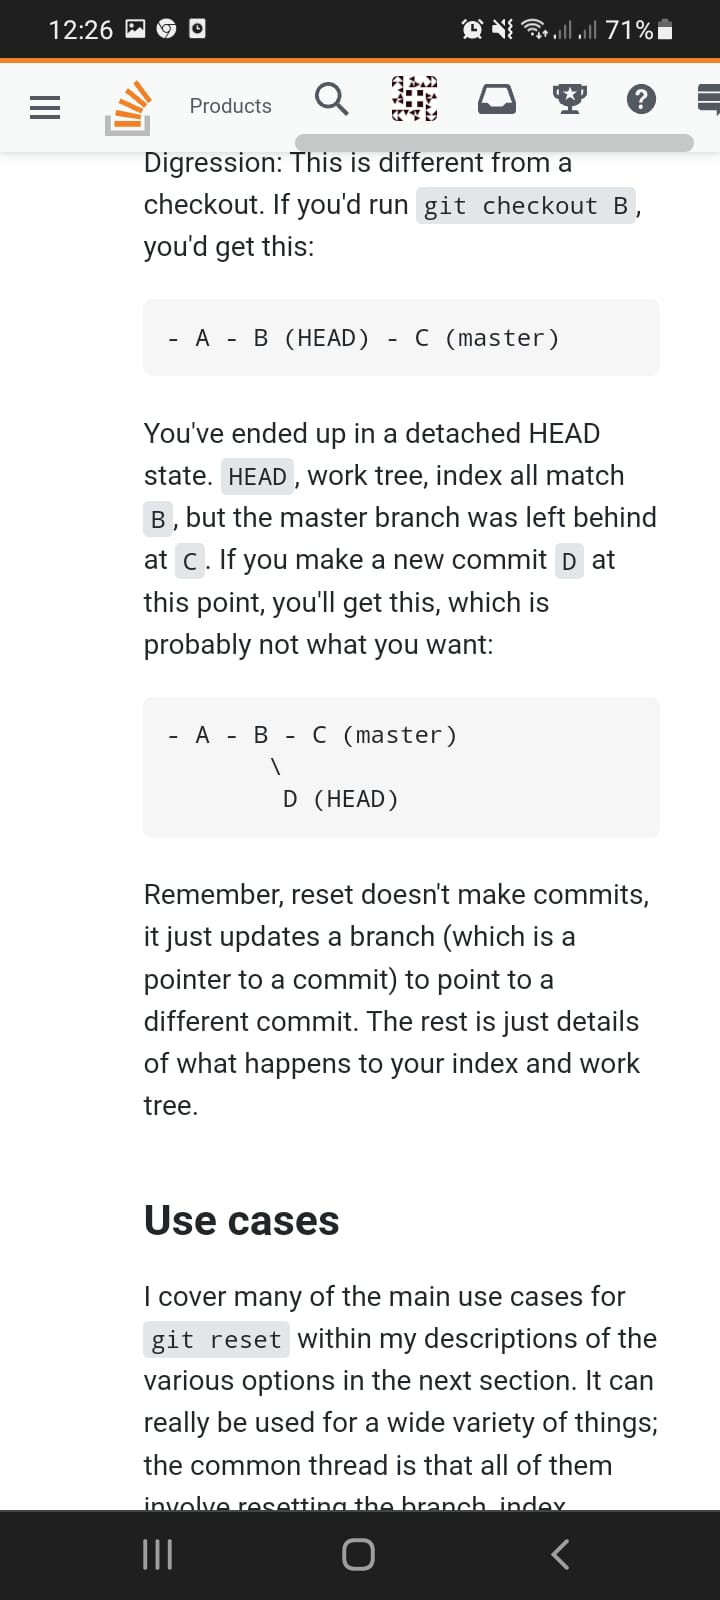 12:26 71%
Products
Digression: This is different from a
checkout. If you'd run git checkout B,
you'd get this:
- A - B (HEAD) - C (master)
You've ended up in a detached HEAD
state. HEAD, work tree, index all match
B, but the master branch was left behind
at C. If you make a new commit D at
this point, you'll get this, which is
probably not what you want:
- A - B - C (master)
\
D (HEAD)
Remember, reset doesn't make commits,
it just updates a branch (which is a
pointer to a commit) to point to a
different commit. The rest is just details
of what happens to your index and work
tree.
Use cases
I cover many of the main use cases for
git reset within my descriptions of the
various options in the next section. It can
really be used for a wide variety of things;
the common thread is that all of them
involve resetting the branch, index,